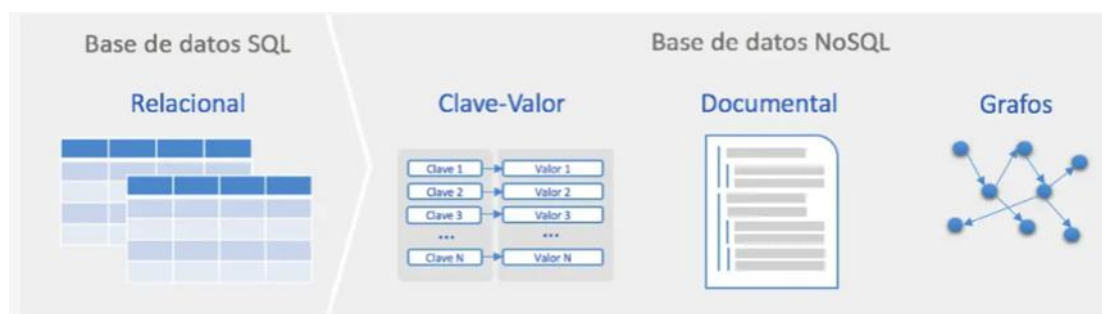 Base de datos SQL
Base de datos NoSQL
Relacional
Clave-Valor
Documental
Grafos
Clave 1
Valor 1
Clave 2
Valor 2
Clave 3
Valor 3
...
...
Clave N
Valor N